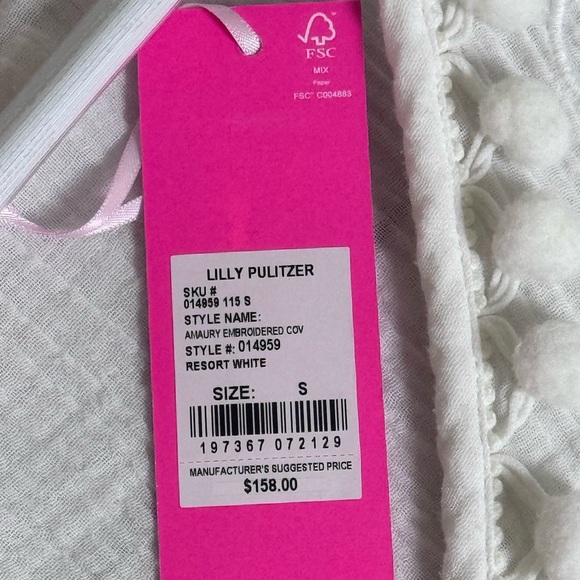 FSC
MIX
Paper
FSC® C004883
LILLY PULITZER
SKU #
014959 115 S
STYLE NAME:
AMAURY EMBROIDERED COV
STYLE #: 014959
RESORT WHITE
SIZE: S
197367 072129
MANUFACTURER'S SUGGESTED PRICE
$158.00